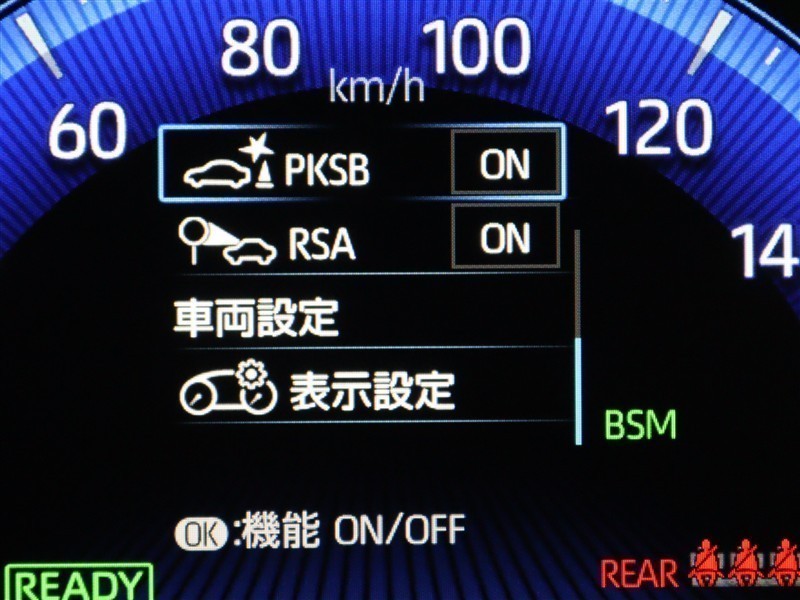 80
100
km/h
60
120
PKSB ON
RSA ON
14
車両設定
表示設定
BSM
OK:機能 ON/OFF
READY
REAR